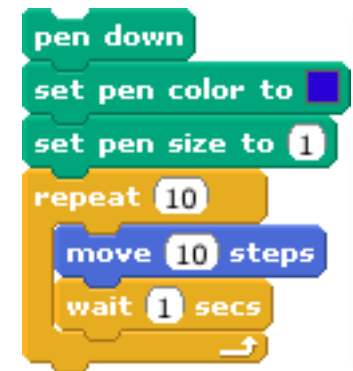 pen down
set pen color to
set pen size to 1
repeat 10
move 10 steps
wait 1 secs